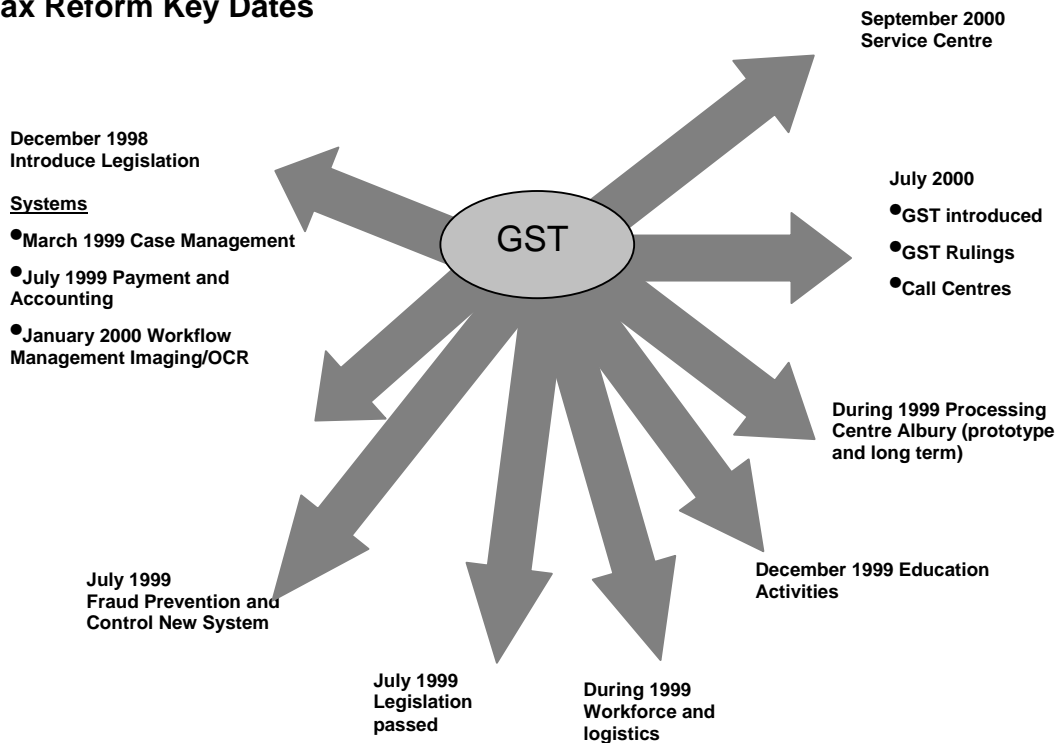 ax Reform Key Dates
September 2000
Service Centre
December 1998
Introduce Legislation
Systems
●March 1999 Case Management
●July 1999 Payment and
Accounting
●January 2000 Workflow
Management Imaging/OCR
GST
July 2000
●GST introduced
●GST Rulings
●Call Centres
During 1999 Processing
Centre Albury (prototype
and long term)
December 1999 Education
Activities
July 1999
Fraud Prevention and
Control New System
July 1999
Legislation
passed
During 1999
Workforce and
logistics